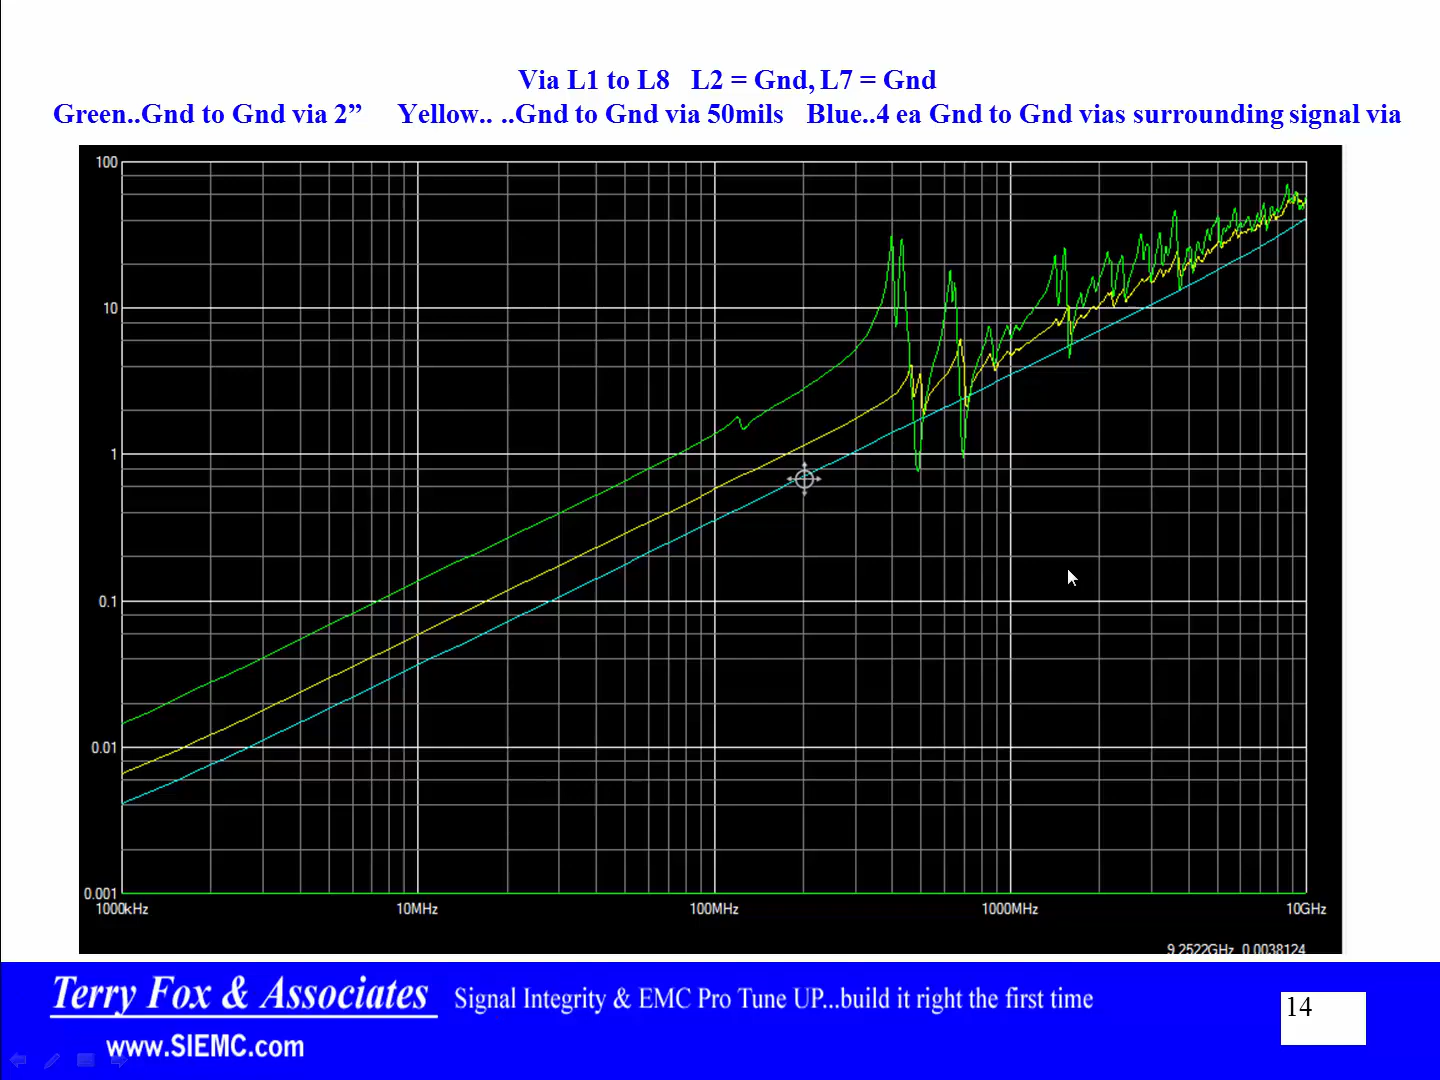 Via L1 to L8 L2 = Gnd, L7 = Gnd
Green..Gnd to Gnd via 2” Yellow.. ..Gnd to Gnd via 50mils Blue..4 ea Gnd to Gnd vias surrounding signal via
100
10
1
0.1
0.01
0.001
1000kHz 10MHz 100MHz 1000MHz 10GHz
9.2522GHz 0.0038124
Terry Fox & Associates Signal Integrity & EMC Pro Tune UP...build it right the first time
14
www.SIEMC.com